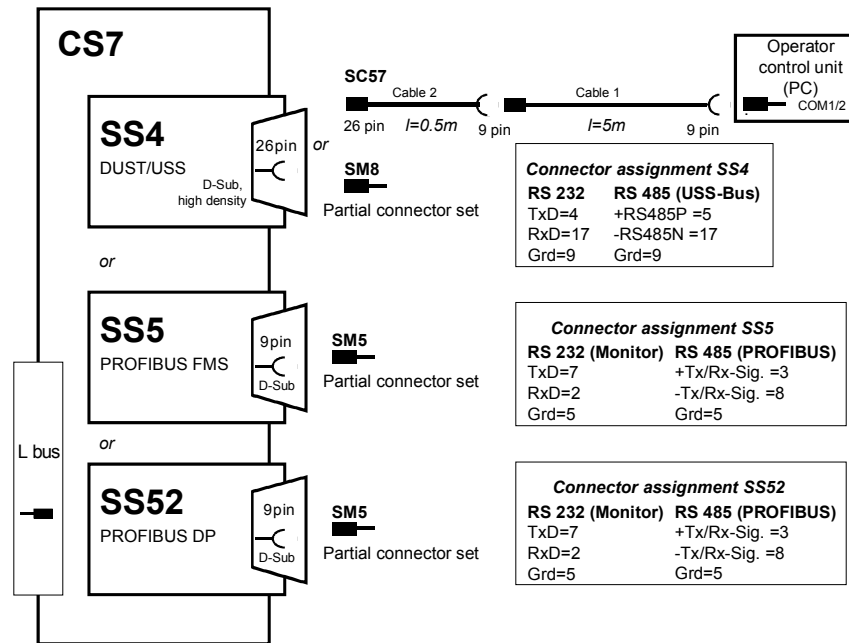 CS7
SS4
DUST/USS
26pin
D-Sub,
high density
or
SC57
Cable 2
26 pin
l=0.5m
9 pin
Cable 1
l=5m
9 pin
Operator
control unit
(PC)
COM1/2
SM8
Partial connector set
Connector assignment SS4
RS 232 RS 485 (USS-Bus)
TxD=4 +RS485P =5
RxD=17 -RS485N =17
Grd=9 Grd=9
or
SS5
PROFIBUS FMS
9pin
D-Sub
SM5
Partial connector set
Connector assignment SS5
RS 232 (Monitor) RS 485 (PROFIBUS)
TxD=7 +Tx/Rx-Sig. =3
RxD=2 -Tx/Rx-Sig. =8
Grd=5 Grd=5
or
L bus
SS52
PROFIBUS DP
9pin
D-Sub
SM5
Partial connector set
Connector assignment SS52
RS 232 (Monitor) RS 485 (PROFIBUS)
TxD=7 +Tx/Rx-Sig. =3
RxD=2 -Tx/Rx-Sig. =8
Grd=5 Grd=5